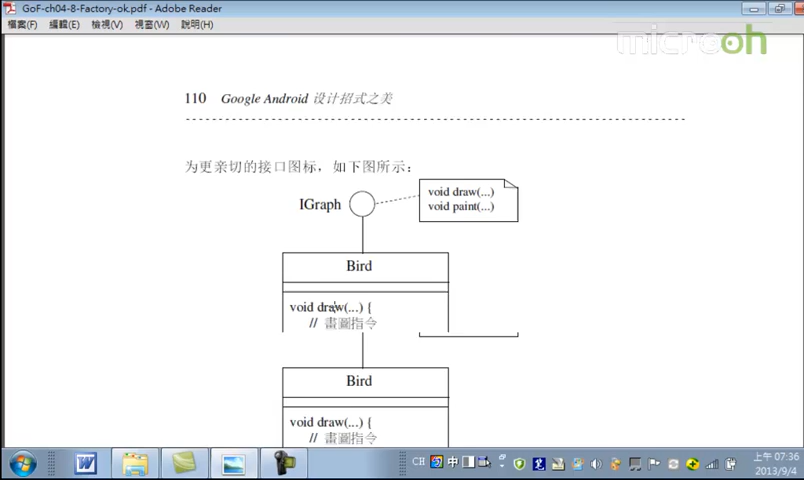 GoF-ch04-8-Factory-ok.pdf - Adobe Reader
檔案(F) 編輯(E) 檢視(V) 視窗(W) 說明(H)
microoh
110 Google Android 设计招式之美
为更亲切的接口图标，如下图所示：
void draw(...)
IGraph
void paint(...)
Bird
void draw(...) {
// 畫圖指令
Bird
void draw(...) {
// 畫圖指令
CH 中 上午 07:36
2013/9/4